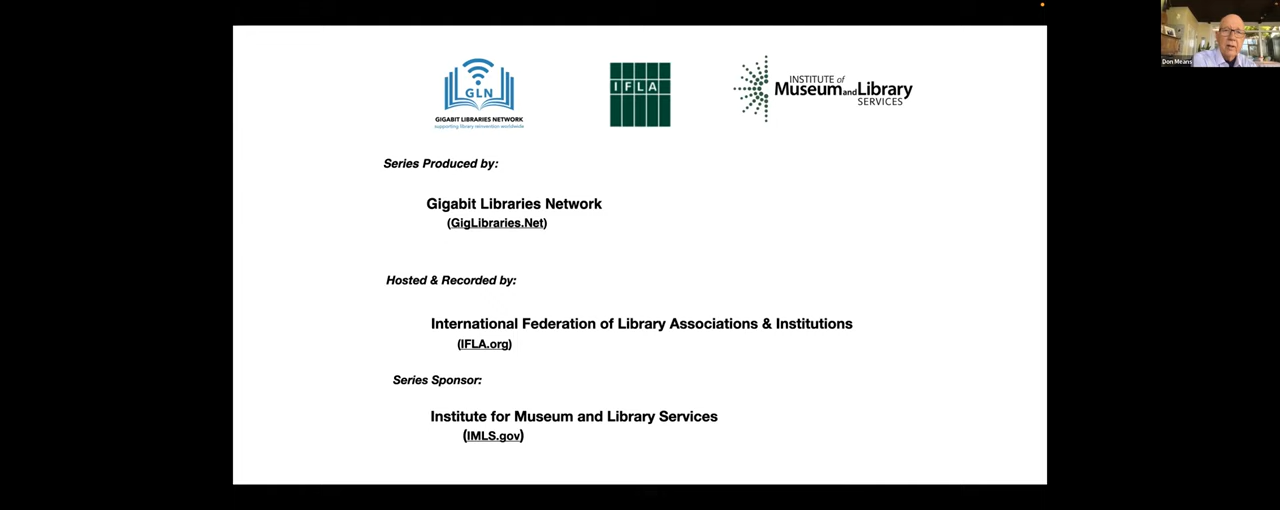 Don Means
GLN
GIGABIT LIBRARIES NETWORK
supporting library reinvention worldwide
IFLA
INSTITUTE of
Museum and Library
SERVICES
Series Produced by:
Gigabit Libraries Network
(GigLibraries.Net)
Hosted & Recorded by:
International Federation of Library Associations & Institutions
(IFLA.org)
Series Sponsor:
Institute for Museum and Library Services
(IMLS.gov)